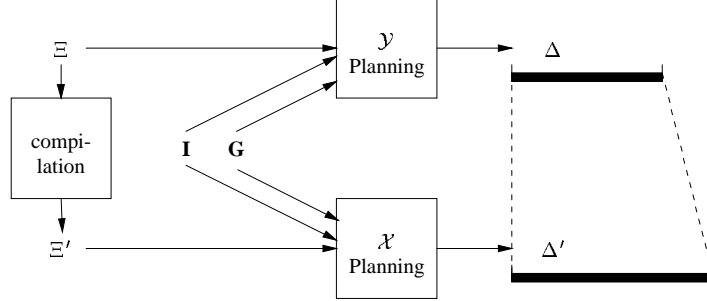 Ξ
𝒴
Planning
Δ
compi-
lation
I
G
Ξ′
𝒳
Planning
Δ′